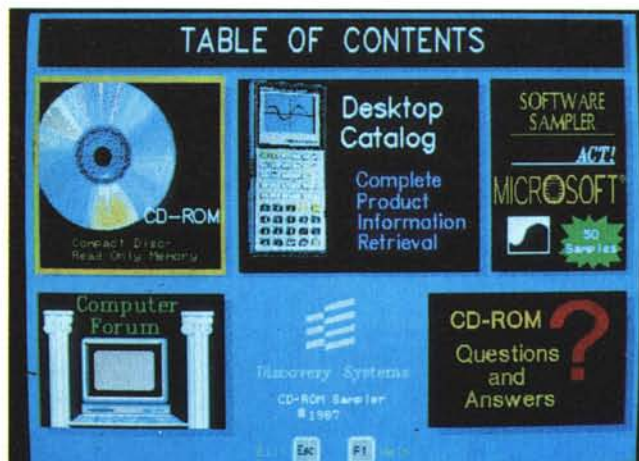 TABLE OF CONTENTS
CD-ROM
Compact Disc-
Read Only Memory
Desktop
Catalog
Complete
Product
Information
Retrieval
SOFTWARE
SAMPLER
ACT!
MICROSOFT®
50
Samples
Computer
Forum
Discovery Systems
CD-ROM Sampler
1987
CD-ROM
Questions
and
Answers
?
Esc
F1 Help